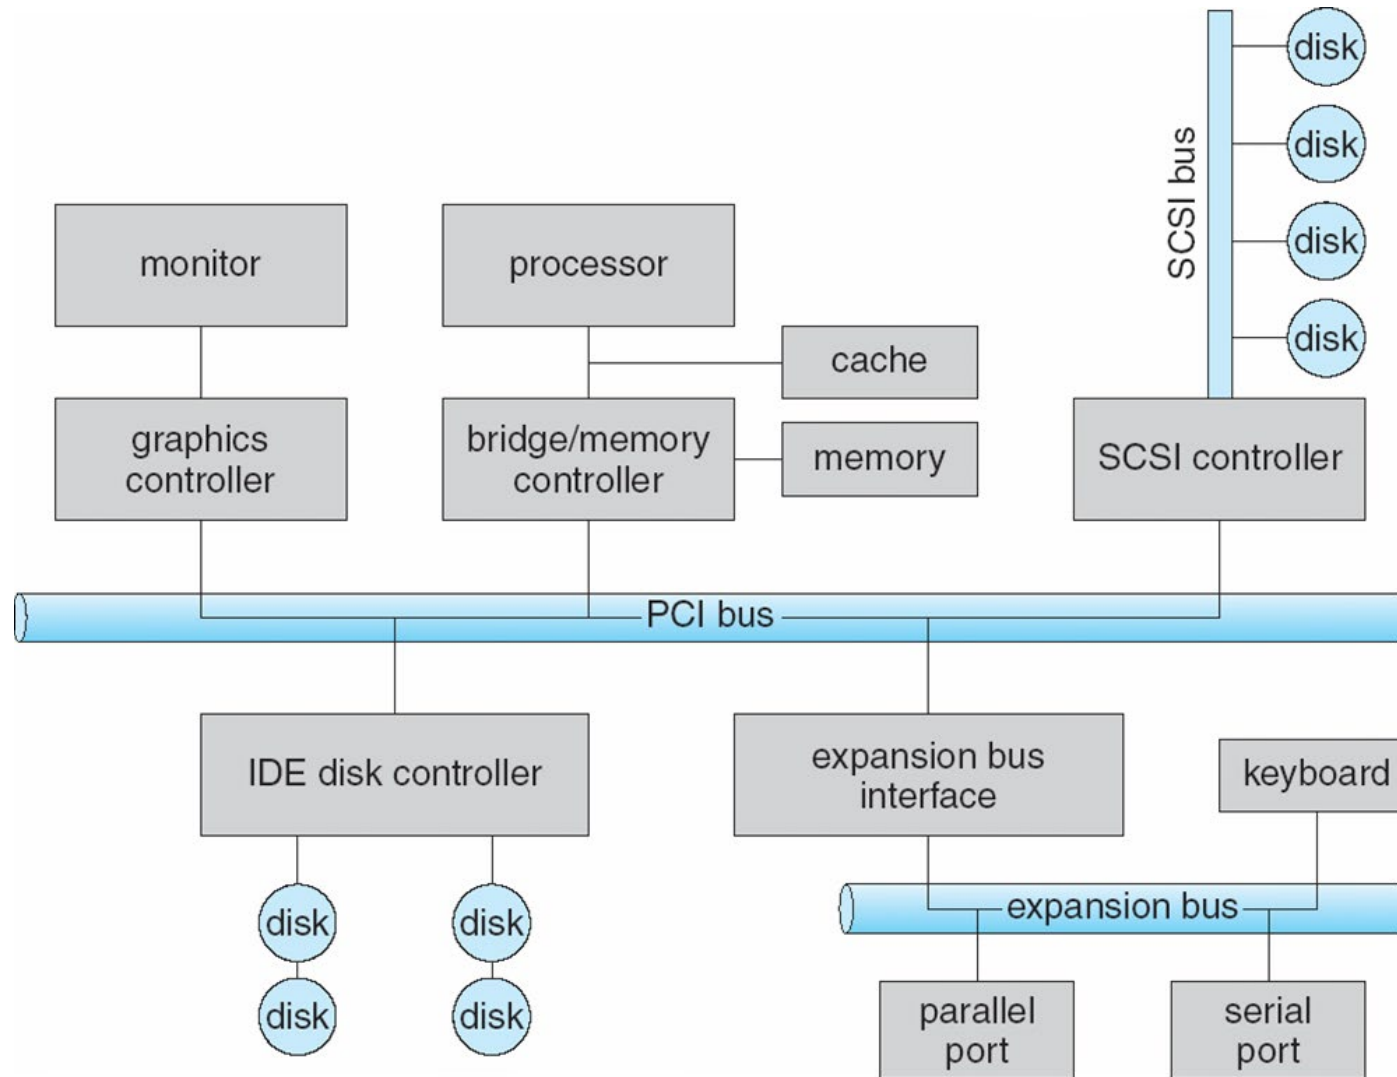 disk
disk
disk
disk
SCSI bus
monitor
processor
cache
graphics
controller
bridge/memory
controller
memory
SCSI controller
PCI bus
IDE disk controller
expansion bus
interface
keyboard
disk
disk
expansion bus
disk
disk
parallel
port
serial
port